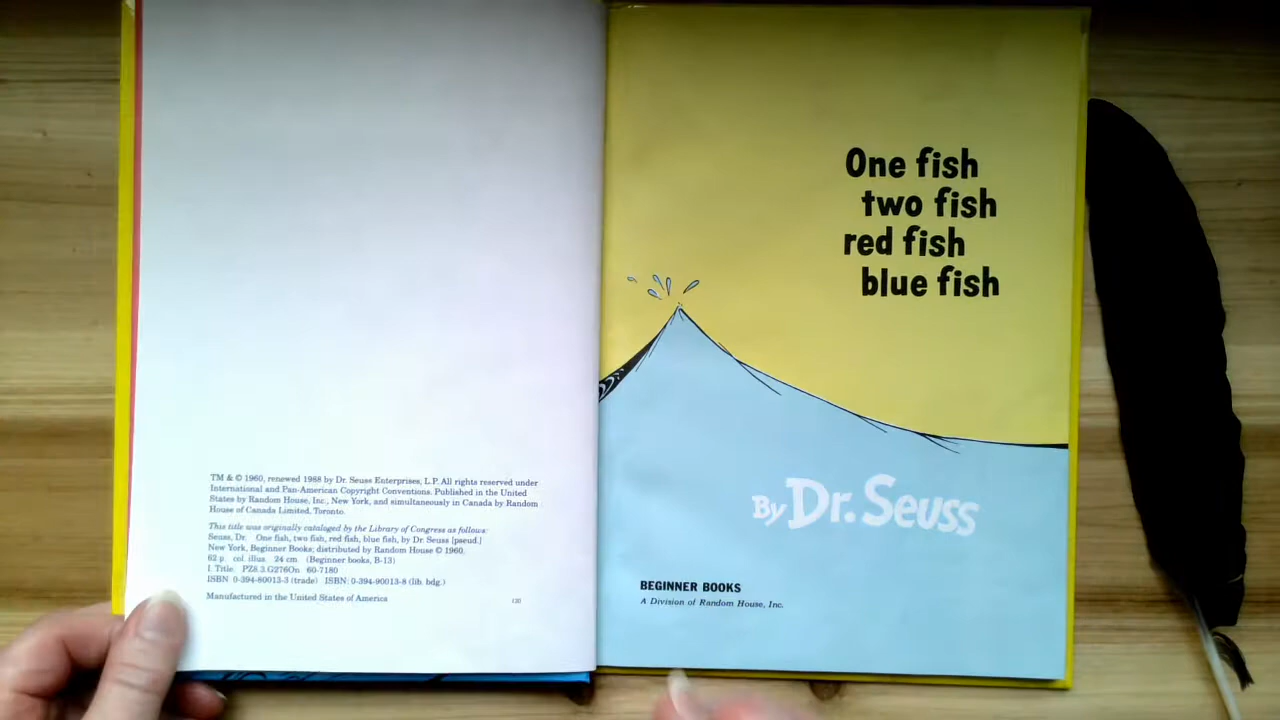 TM & © 1960, renewed 1988 by Dr. Seuss Enterprises, L.P. All rights reserved under
International and Pan-American Copyright Conventions. Published in the United
States by Random House, Inc., New York, and simultaneously in Canada by Random
House of Canada Limited, Toronto.
This title was originally cataloged by the Library of Congress as follows:
Seuss, Dr. One fish, two fish, red fish, blue fish, by Dr. Seuss [pseud.]
New York, Beginner Books; distributed by Random House © 1960.
62 p. col. illus. 24 cm. (Beginner books, B-13)
I. Title. PZ8.3.G276On 60-7180
ISBN 0-394-80013-3 (trade) ISBN: 0-394-90013-8 (lib. bdg.)
Manufactured in the United States of America
One fish
two fish
red fish
blue fish
By Dr. Seuss
BEGINNER BOOKS
A Division of Random House, Inc.